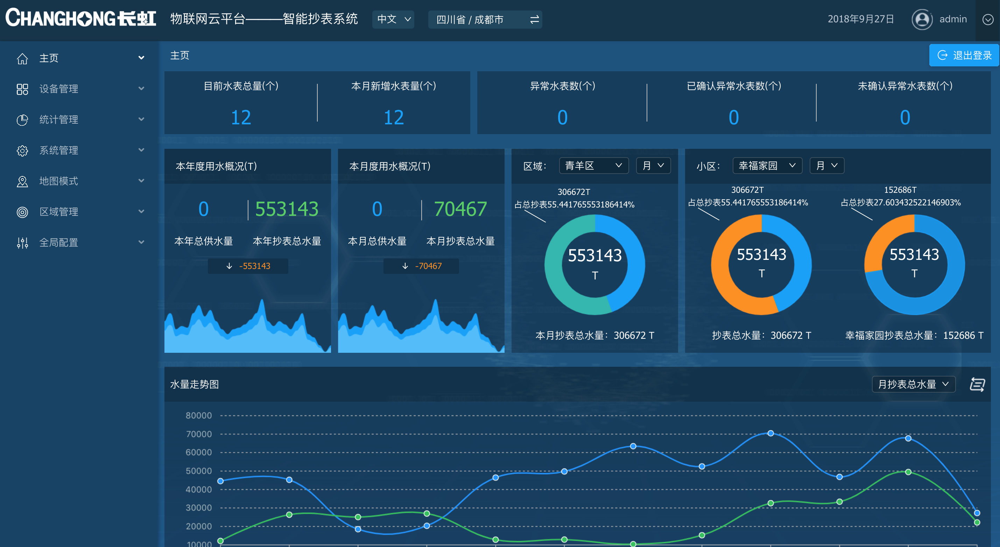 CHANGHONG长虹 物联网云平台———智能抄表系统 中文 四川省 / 成都市 2018年9月27日 admin
主页
设备管理
统计管理
系统管理
地图模式
区域管理
全局配置
主页 退出登录
目前水表总量(个) 本月新增水表量(个) 异常水表数(个) 已确认异常水表数(个) 未确认异常水表数(个)
12 12 0 0 0
本年度用水概况(T)
0 553143
本年总供水量 本年抄表总水量
-553143
本月度用水概况(T)
0 70467
本月总供水量 本月抄表总水量
-70467
区域： 青羊区 月
306672T
占总抄表55.441765553186414%
553143
T
本月抄表总水量：306672 T
小区： 幸福家园 月
306672T
占总抄表55.441765553186414%
553143
T
抄表总水量：306672 T
152686T
占总抄表27.603432522146903%
553143
T
幸福家园抄表总水量：152686 T
水量走势图 月抄表总水量
80000
70000
60000
50000
40000
30000
20000
10000